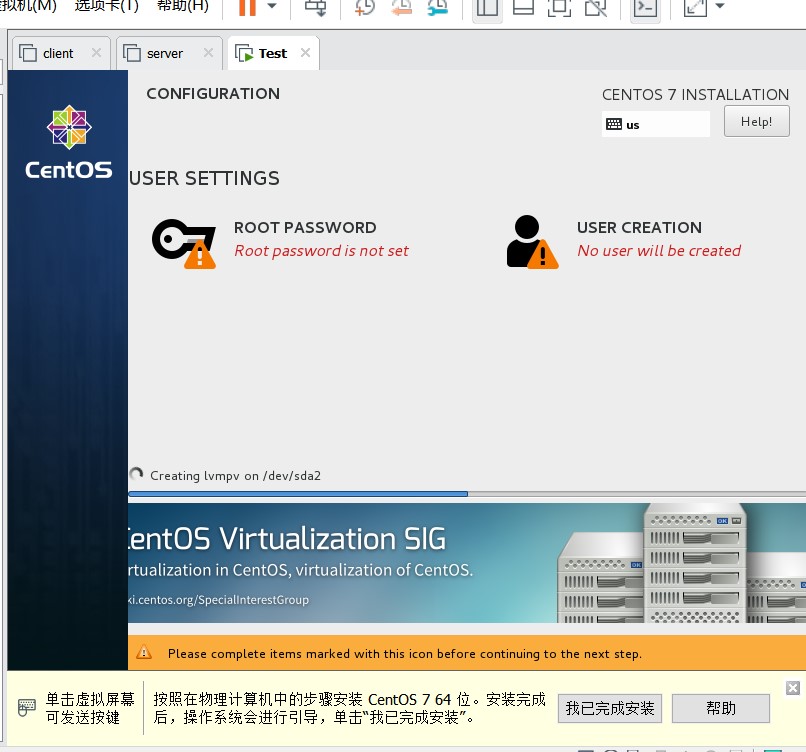 拟机(M) 选项卡(T) 帮助(H)
client
server
Test
CONFIGURATION
CENTOS 7 INSTALLATION
us
Help!
CentOS
USER SETTINGS
ROOT PASSWORD
Root password is not set
USER CREATION
No user will be created
Creating lvmpv on /dev/sda2
CentOS Virtualization SIG
rtualization in CentOS, virtualization of CentOS.
ki.centos.org/SpecialInterestGroup
Please complete items marked with this icon before continuing to the next step.
单击虚拟屏幕
可发送按键
按照在物理计算机中的步骤安装 CentOS 7 64 位。安装完成
后，操作系统会进行引导，单击“我已完成安装”。
我已完成安装
帮助